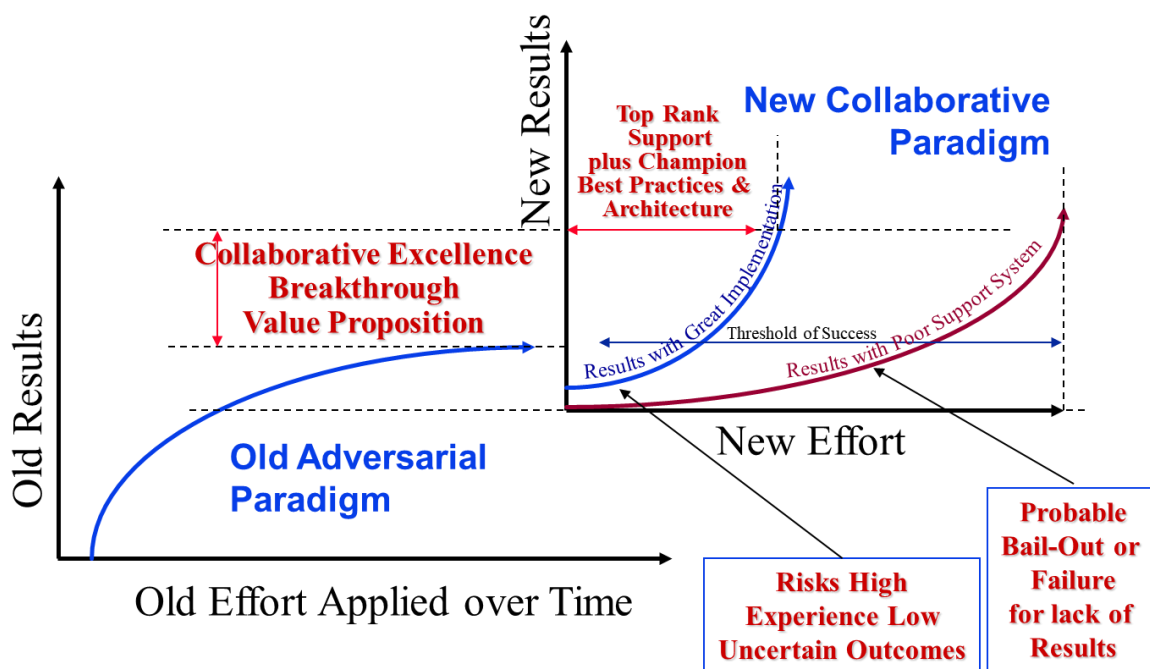 New Results
Top Rank
Support
plus Champion
Best Practices &
Architecture
New Collaborative
Paradigm
Collaborative Excellence
Breakthrough
Value Proposition
Results with Great Implementation
Threshold of Success
Results with Poor Support System
New Effort
Old Results
Old Adversarial
Paradigm
Old Effort Applied over Time
Risks High
Experience Low
Uncertain Outcomes
Probable
Bail-Out or
Failure
for lack of
Results